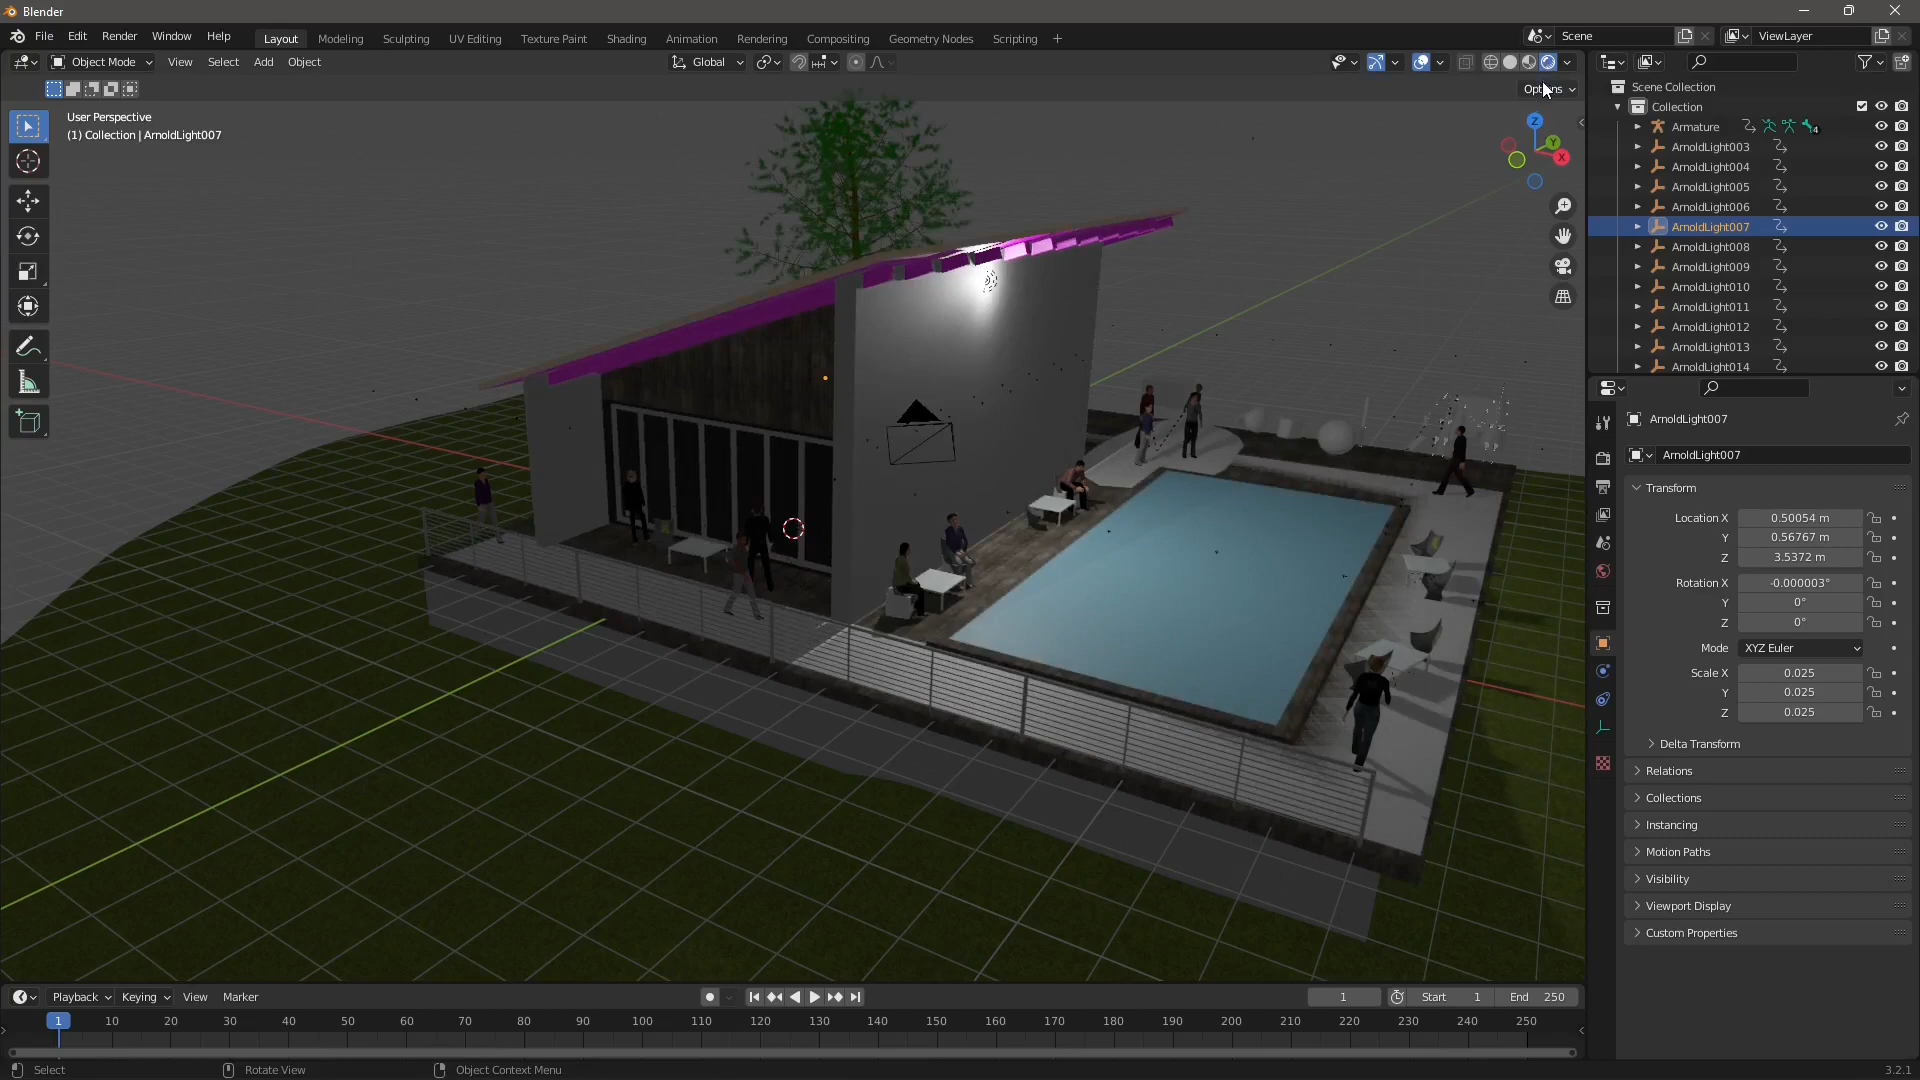 Blender
File Edit Render Window Help
Layout Modeling Sculpting UV Editing Texture Paint Shading Animation Rendering Compositing Geometry Nodes Scripting
Scene
ViewLayer
Object Mode View Select Add Object
Global
Options
User Perspective
(1) Collection | ArnoldLight007
Z
Y
X
Scene Collection
Collection
Armature
4
ArnoldLight003
ArnoldLight004
ArnoldLight005
ArnoldLight006
ArnoldLight007
ArnoldLight008
ArnoldLight009
ArnoldLight010
ArnoldLight011
ArnoldLight012
ArnoldLight013
ArnoldLight014
ArnoldLight007
ArnoldLight007
Transform
Location X 0.50054 m
Y 0.56767 m
Z 3.5372 m
Rotation X -0.000003°
Y 0°
Z 0°
Mode XYZ Euler
Scale X 0.025
Y 0.025
Z 0.025
Delta Transform
Relations
Collections
Instancing
Motion Paths
Visibility
Viewport Display
Custom Properties
Playback Keying View Marker
1 Start 1 End 250
1 10 20 30 40 50 60 70 80 90 100 110 120 130 140 150 160 170 180 190 200 210 220 230 240 250
Select Rotate View Object Context Menu
3.2.1